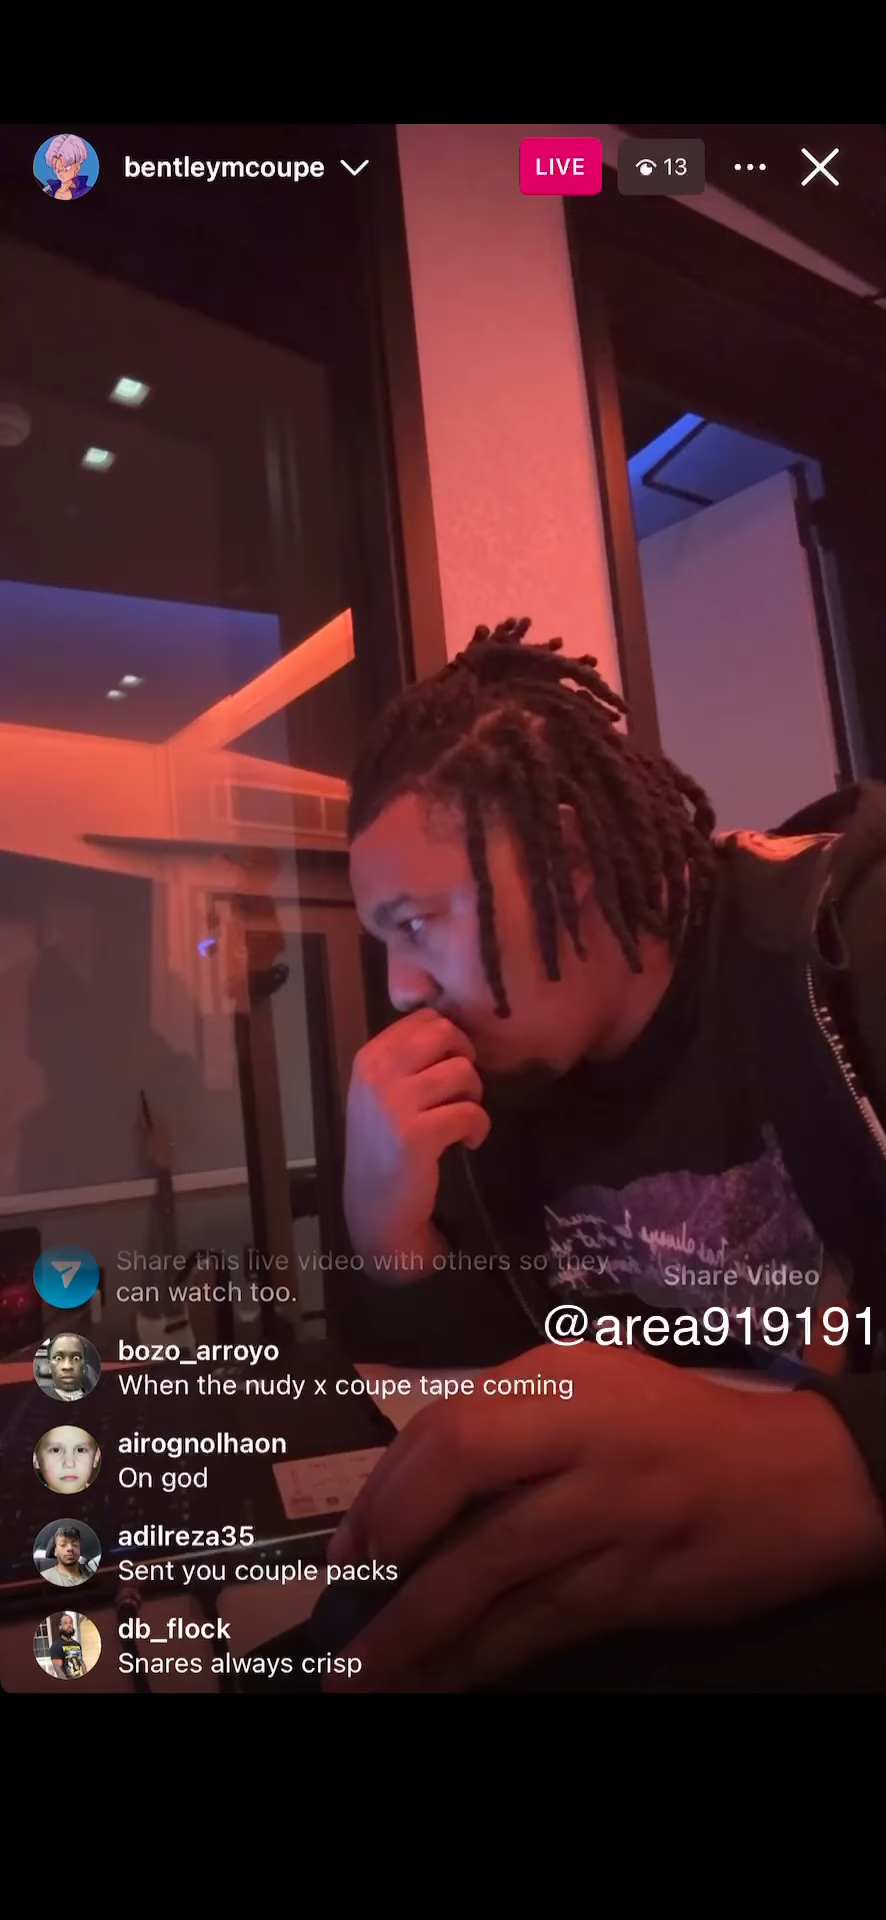 bentleymcoupe
LIVE
13
Share this live video with others so they
can watch too.
Share Video
@area919191
bozo_arroyo
When the nudy x coupe tape coming
airognolhaon
On god
adilreza35
Sent you couple packs
db_flock
Snares always crisp